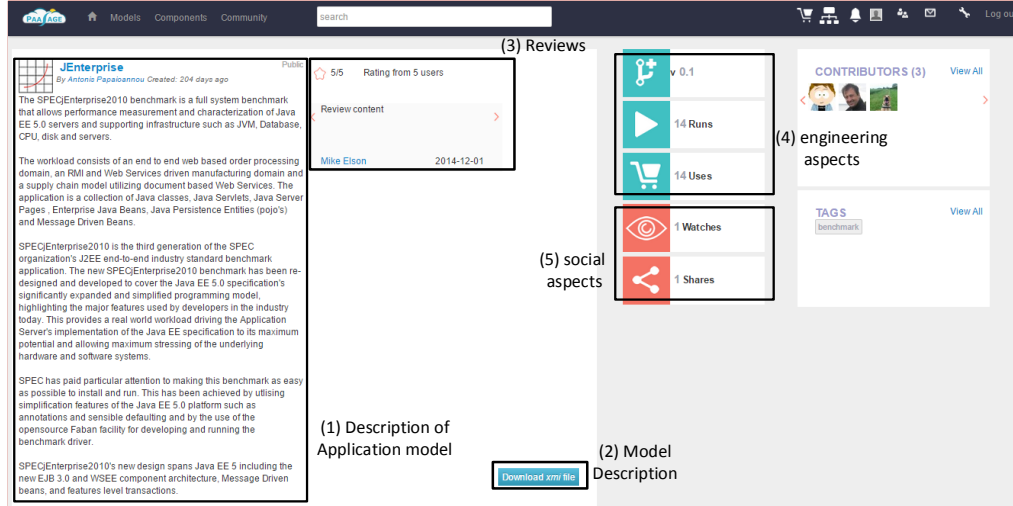 PAASAGE Models Components Community search Log ou
(3) Reviews
JEnterprise Public
By Antonis Papaioannou Created: 204 days ago
The SPECjEnterprise2010 benchmark is a full system benchmark
that allows performance measurement and characterization of Java
EE 5.0 servers and supporting infrastructure such as JVM, Database,
CPU, disk and servers.
The workload consists of an end to end web based order processing
domain, an RMI and Web Services driven manufacturing domain and
a supply chain model utilizing document based Web Services. The
application is a collection of Java classes, Java Servlets, Java Server
Pages , Enterprise Java Beans, Java Persistence Entities (pojo's)
and Message Driven Beans.
SPECjEnterprise2010 is the third generation of the SPEC
organization's J2EE end-to-end industry standard benchmark
application. The new SPECjEnterprise2010 benchmark has been re-
designed and developed to cover the Java EE 5.0 specification's
significantly expanded and simplified programming model,
highlighting the major features used by developers in the industry
today. This provides a real world workload driving the Application
Server's implementation of the Java EE specification to its maximum
potential and allowing maximum stressing of the underlying
hardware and software systems.
SPEC has paid particular attention to making this benchmark as easy
as possible to install and run. This has been achieved by utlising
simplification features of the Java EE 5.0 platform such as
annotations and sensible defaulting and by the use of the
opensource Faban facility for developing and running the
benchmark driver.
SPECjEnterprise2010's new design spans Java EE 5 including the
new EJB 3.0 and WSEE component architecture, Message Driven
beans, and features level transactions.
5/5 Rating from 5 users
Review content
Mike Elson 2014-12-01
(1) Description of
Application model
(2) Model
Description
Download xmi file
v 0.1
14 Runs
14 Uses
(4) engineering
aspects
1 Watches
1 Shares
(5) social
aspects
CONTRIBUTORS (3) View All
TAGS View All
benchmark